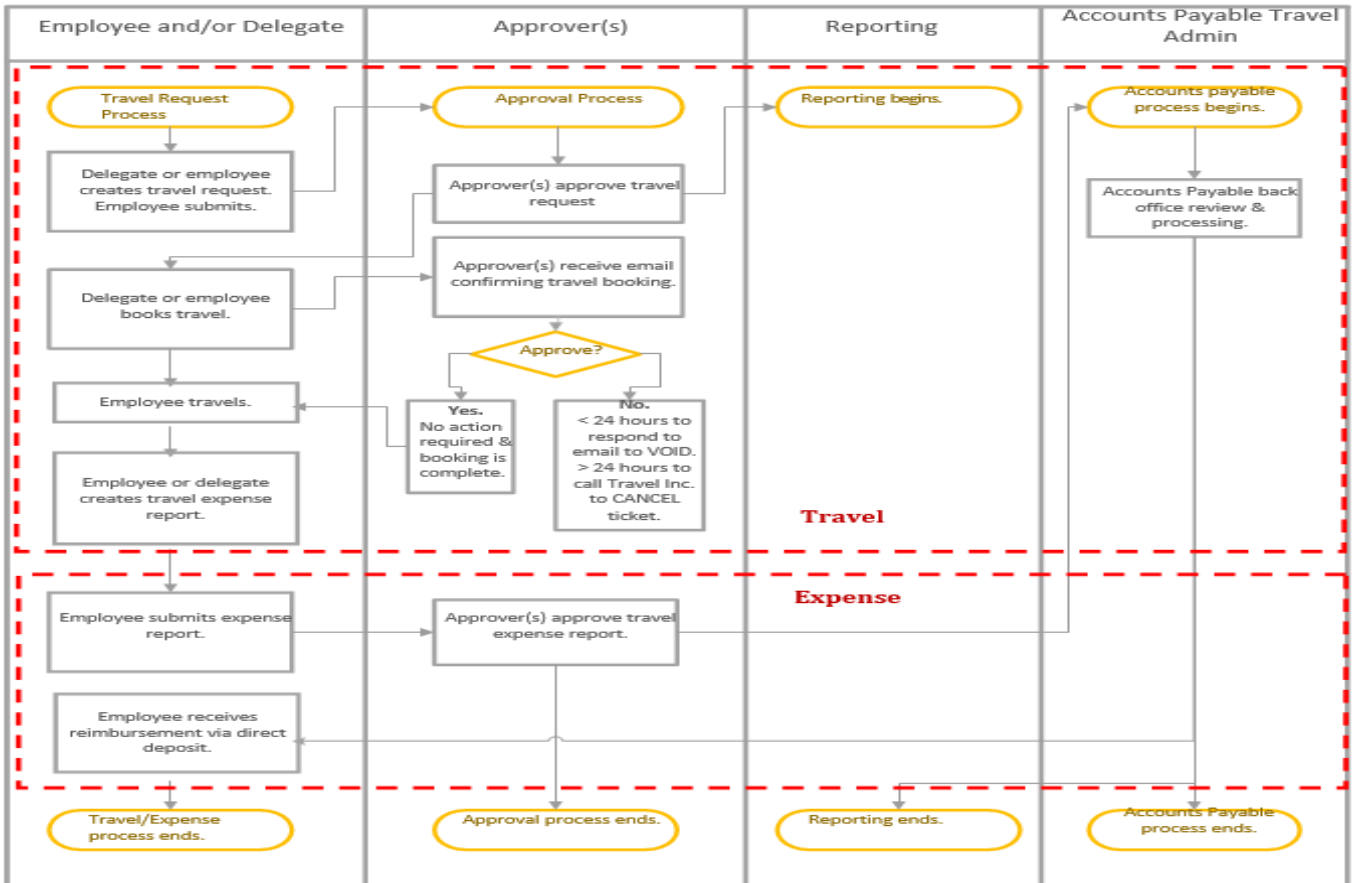 Employee and/or Delegate
Approver(s)
Reporting
Accounts Payable Travel
Admin
Travel Request
Process
Approval Process
Reporting begins.
Accounts payable
process begins.
Delegate or employee
creates travel request.
Employee submits.
Approver(s) approve travel
request
Accounts Payable back
office review &
processing.
Delegate or employee
books travel.
Approver(s) receive email
confirming travel booking.
Approve?
Employee travels.
Yes.
No action
required &
booking is
complete.
No.
< 24 hours to
respond to
email to VOID.
> 24 hours to
call Travel Inc.
to CANCEL
ticket.
Employee or delegate
creates travel expense
report.
Travel
Expense
Employee submits expense
report.
Approver(s) approve travel
expense report.
Employee receives
reimbursement via direct
deposit.
Travel/Expense
process ends.
Approval process ends.
Reporting ends.
Accounts Payable
process ends.